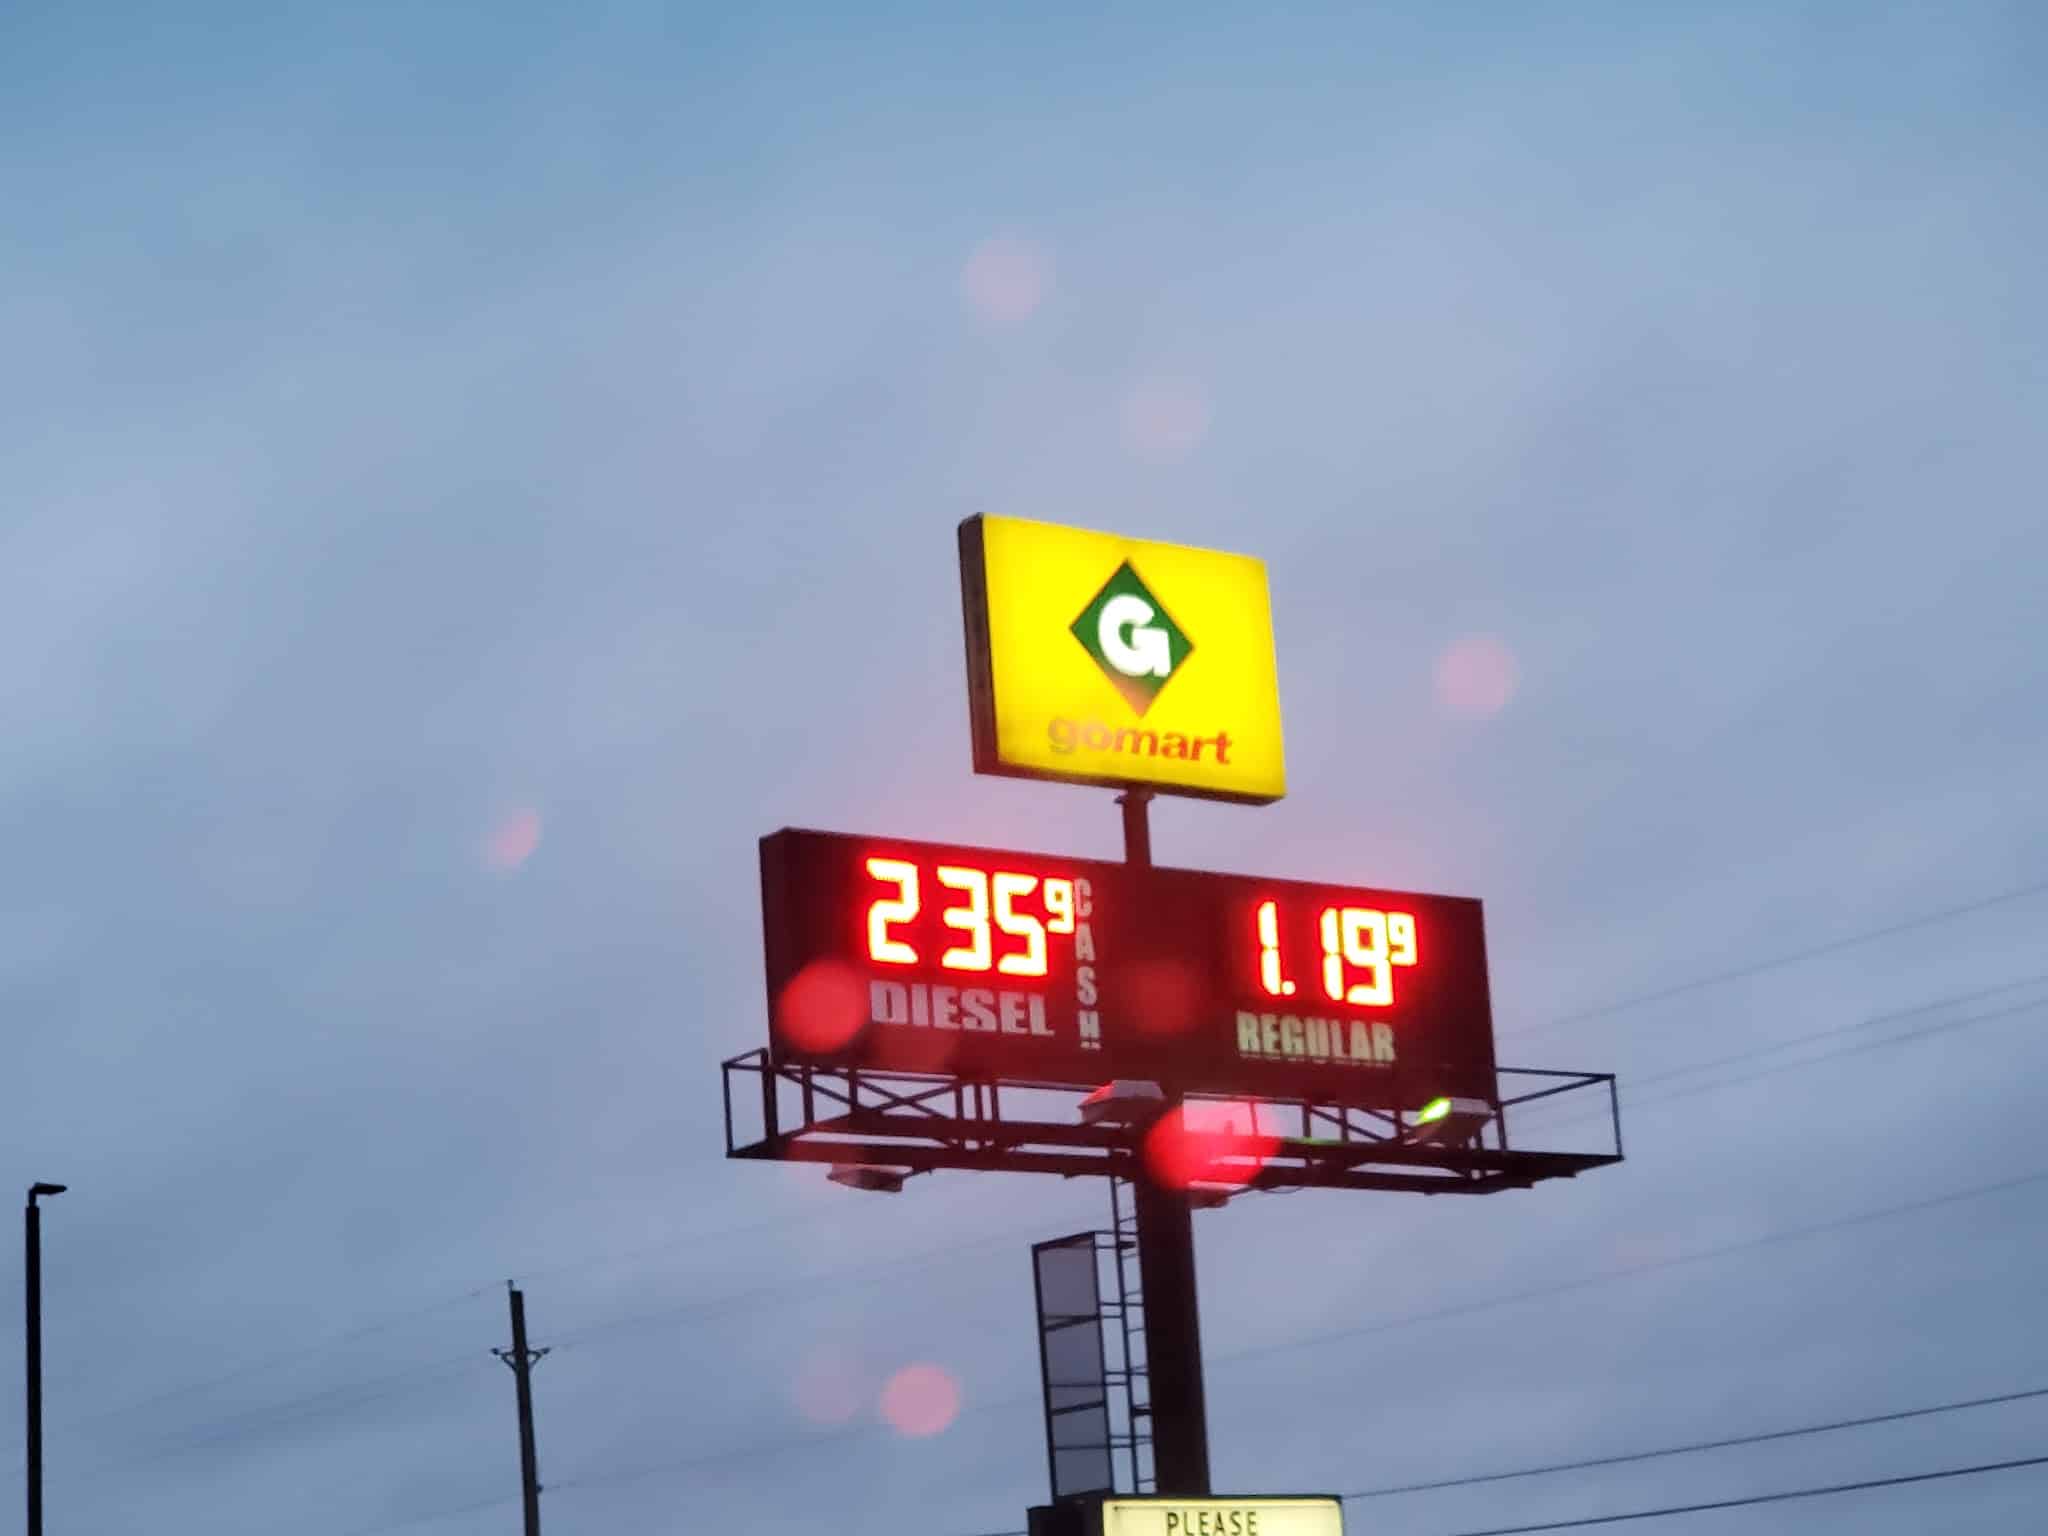 G
gomart
2 35⁹
CASH
DIESEL
1.19⁹
REGULAR
PLEASE